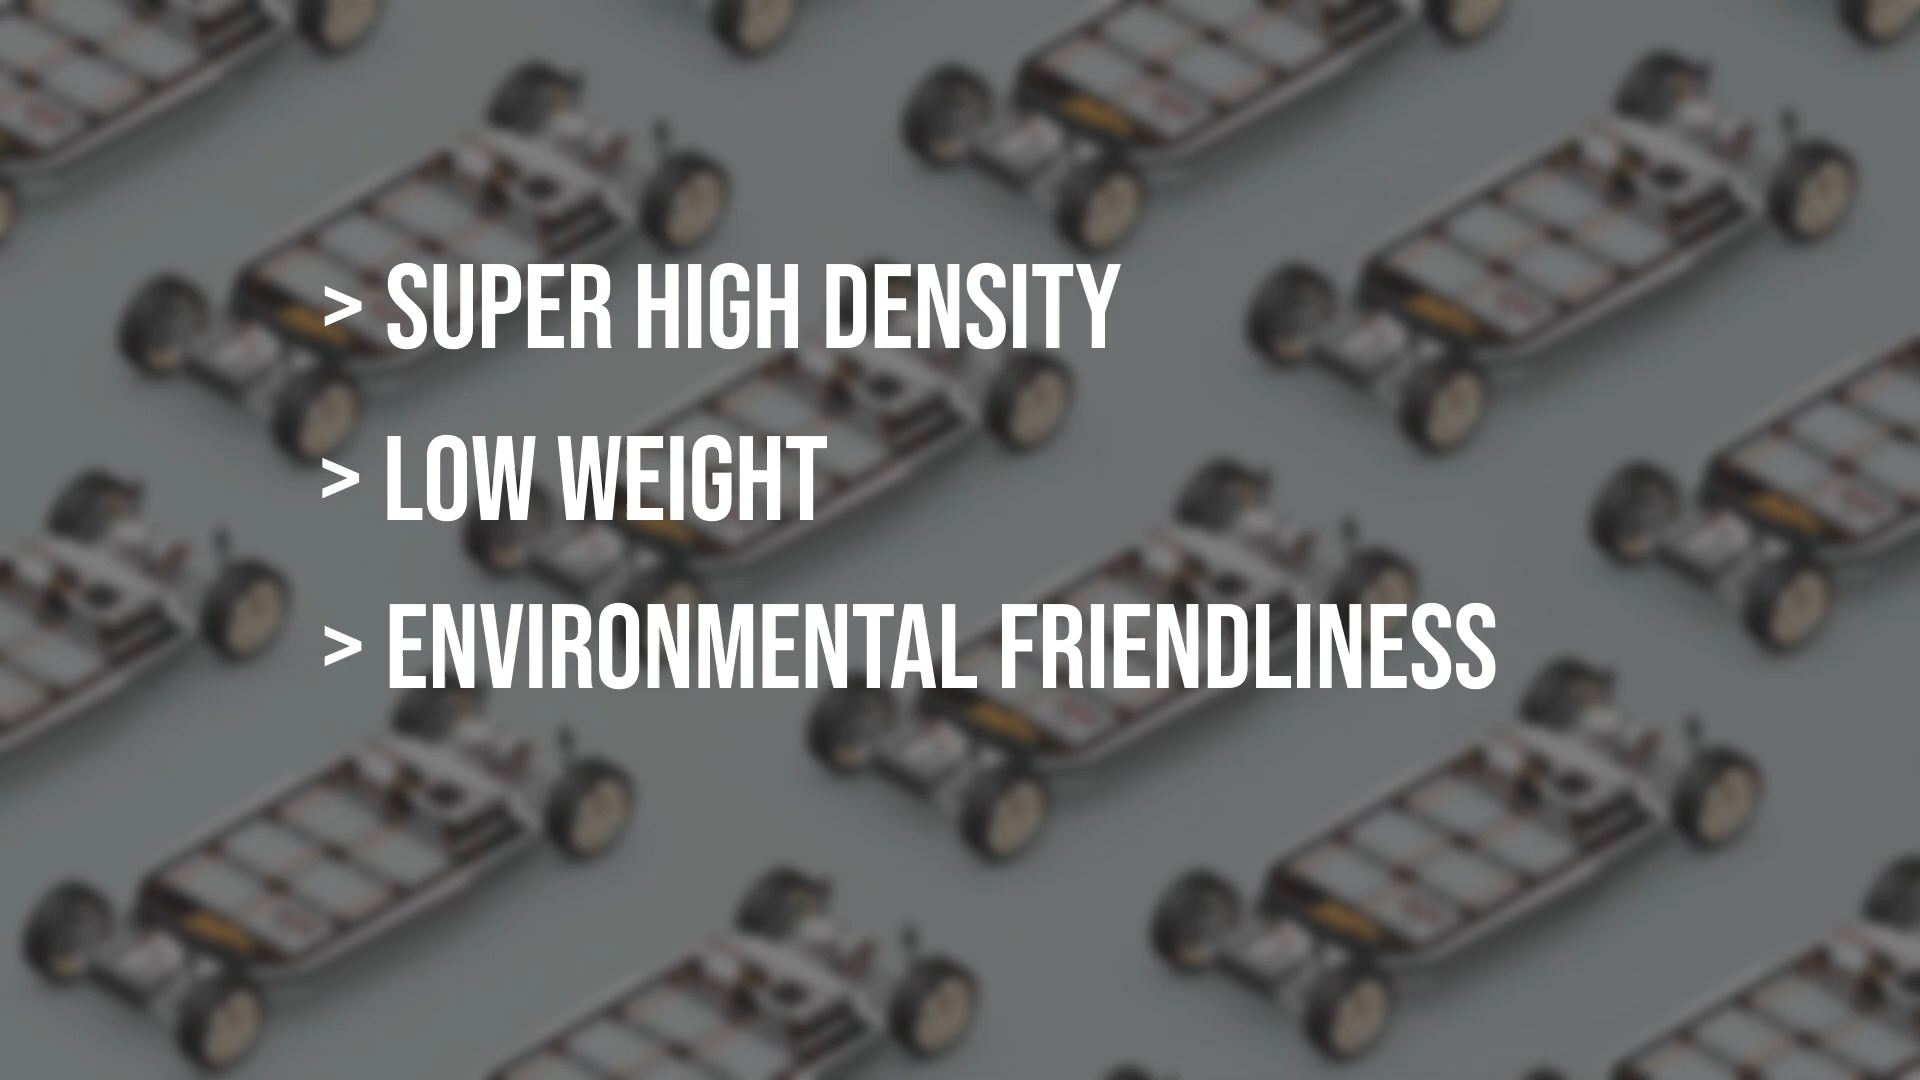 > SUPER HIGH DENSITY
> LOW WEIGHT
> ENVIRONMENTAL FRIENDLINESS